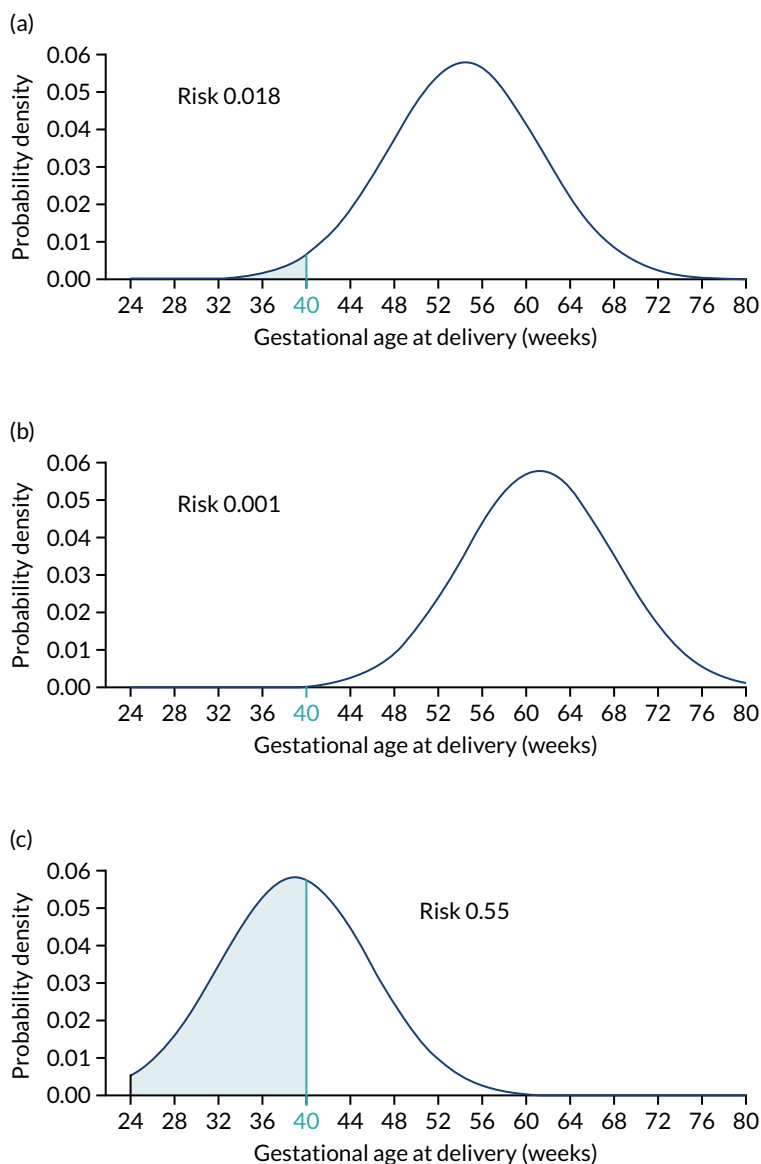 (a)
Probability density
0.06
0.05
0.04
0.03
0.02
0.01
0.00
Risk 0.018
24 28 32 36 40 44 48 52 56 60 64 68 72 76 80
Gestational age at delivery (weeks)
(b)
Probability density
0.06
0.05
0.04
0.03
0.02
0.01
0.00
Risk 0.001
24 28 32 36 40 44 48 52 56 60 64 68 72 76 80
Gestational age at delivery (weeks)
(c)
Probability density
0.06
0.05
0.04
0.03
0.02
0.01
0.00
Risk 0.55
24 28 32 36 40 44 48 52 56 60 64 68 72 76 80
Gestational age at delivery (weeks)